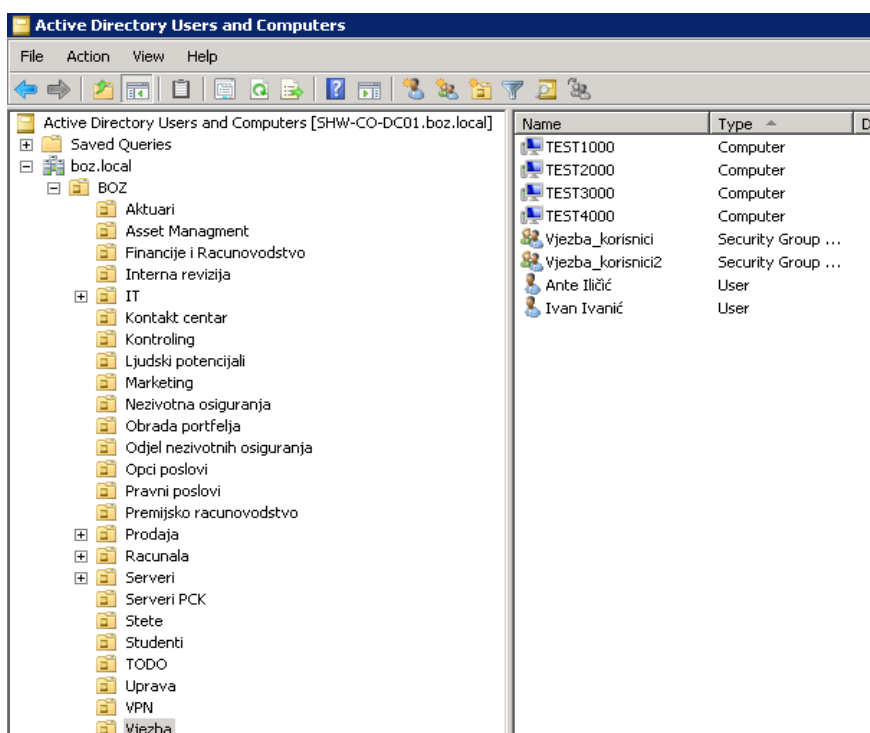 Active Directory Users and Computers
File Action View Help
Active Directory Users and Computers [SHW-CO-DC01.boz.local]
Saved Queries
boz.local
BOZ
Aktuari
Asset Managment
Financije i Racunovodstvo
Interna revizija
IT
Kontakt centar
Kontroling
Ljudski potencijali
Marketing
Nezivotna osiguranja
Obrada portfelja
Odjel nezivotnih osiguranja
Opci poslovi
Pravni poslovi
Premijsko racunovodstvo
Prodaja
Racunala
Serveri
Serveri PCK
Stete
Studenti
TODO
Uprava
VPN
Vjezba
Name Type D
TEST1000 Computer
TEST2000 Computer
TEST3000 Computer
TEST4000 Computer
Vjezba_korisnici Security Group ...
Vjezba_korisnici2 Security Group ...
Ante Iličić User
Ivan Ivanić User